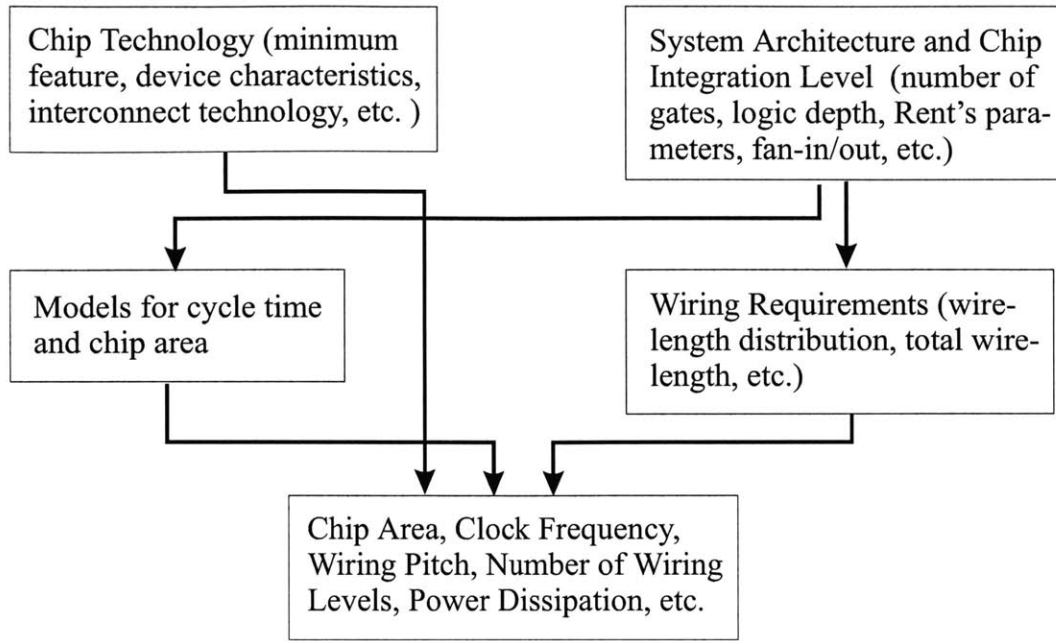 Chip Technology (minimum
feature, device characteristics,
interconnect technology, etc. )
System Architecture and Chip
Integration Level (number of
gates, logic depth, Rent's para-
meters, fan-in/out, etc.)
Models for cycle time
and chip area
Wiring Requirements (wire-
length distribution, total wire-
length, etc.)
Chip Area, Clock Frequency,
Wiring Pitch, Number of Wiring
Levels, Power Dissipation, etc.